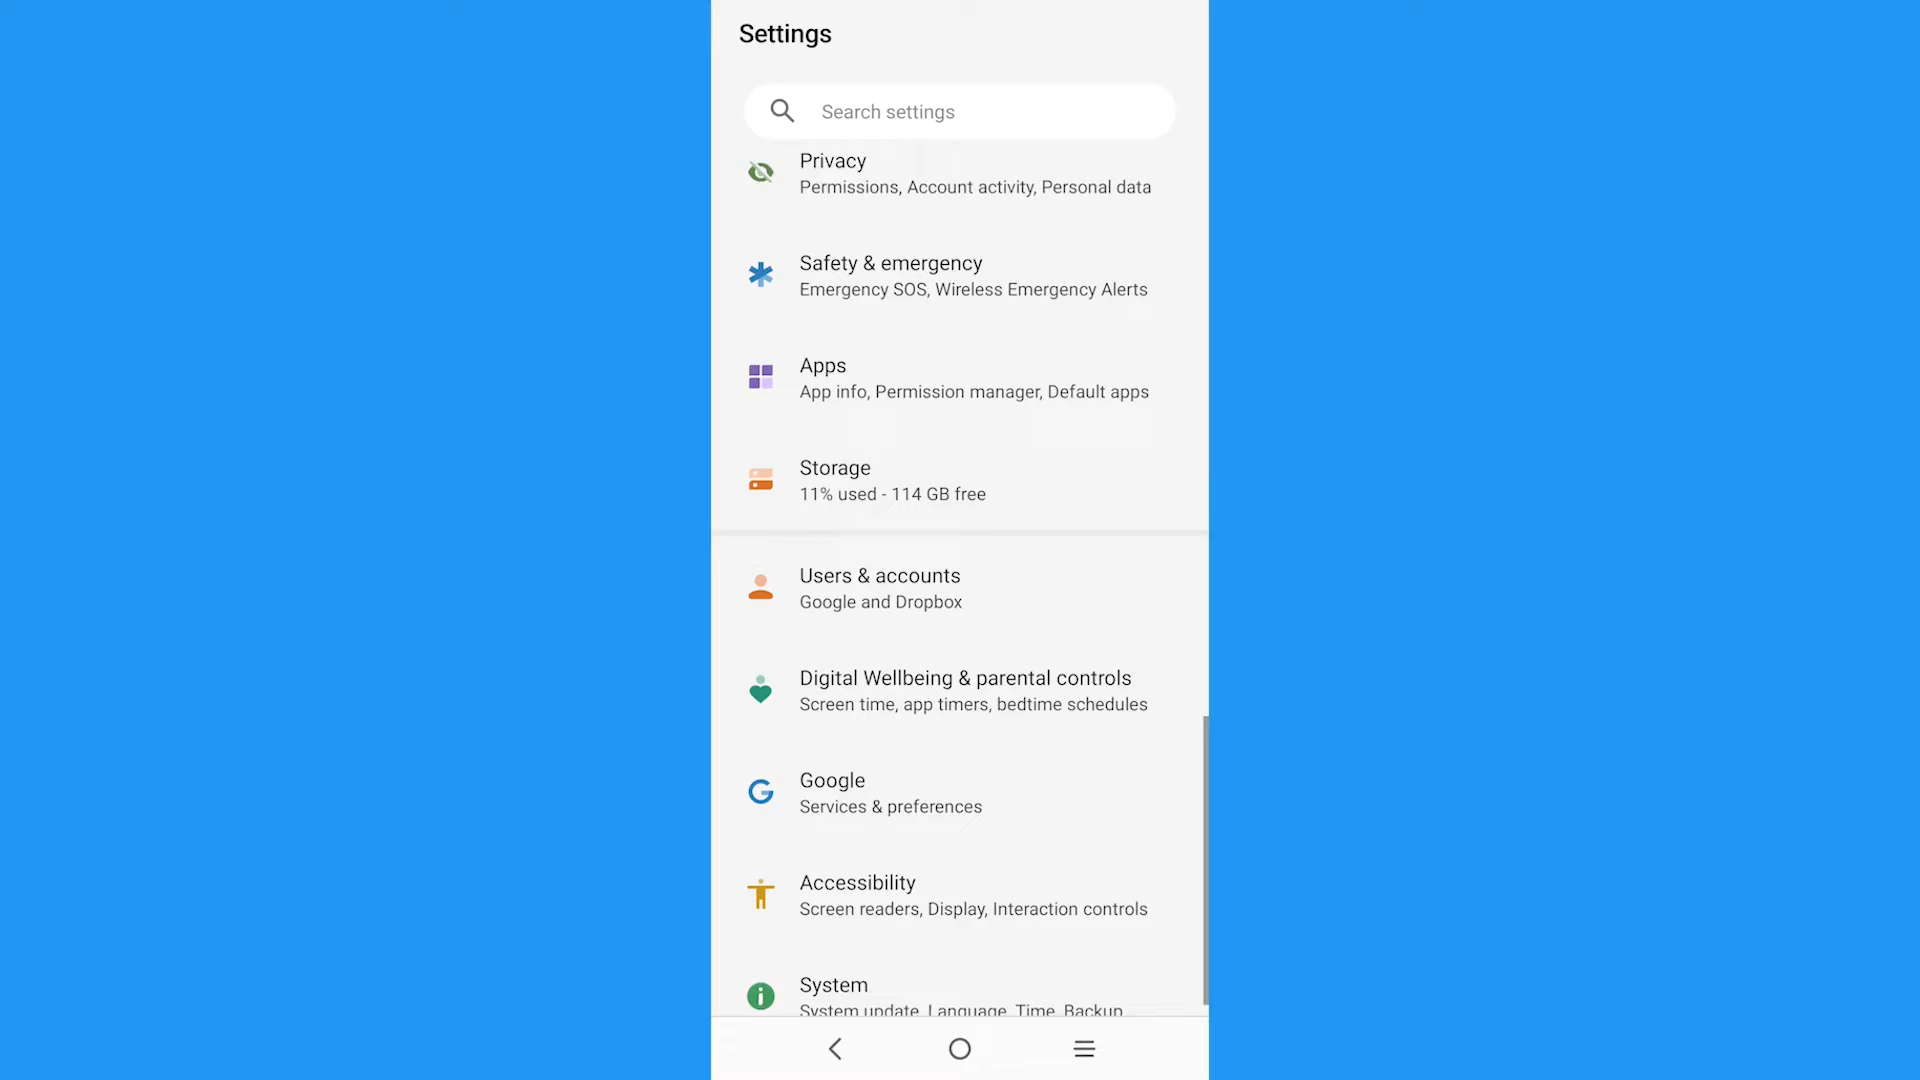 Settings
Search settings
Privacy
Permissions, Account activity, Personal data
Safety & emergency
Emergency SOS, Wireless Emergency Alerts
Apps
App info, Permission manager, Default apps
Storage
11% used - 114 GB free
Users & accounts
Google and Dropbox
Digital Wellbeing & parental controls
Screen time, app timers, bedtime schedules
Google
Services & preferences
Accessibility
Screen readers, Display, Interaction controls
System
System update, Language, Time, Backup